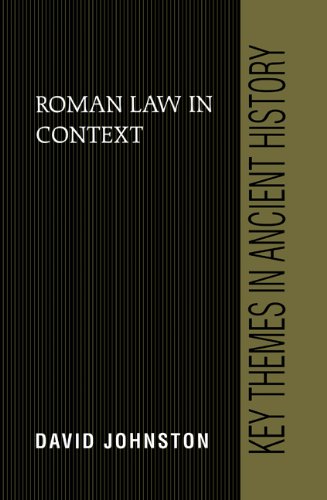 ROMAN LAW IN
CONTEXT
DAVID JOHNSTON
KEY THEMES IN ANCIENT HISTORY